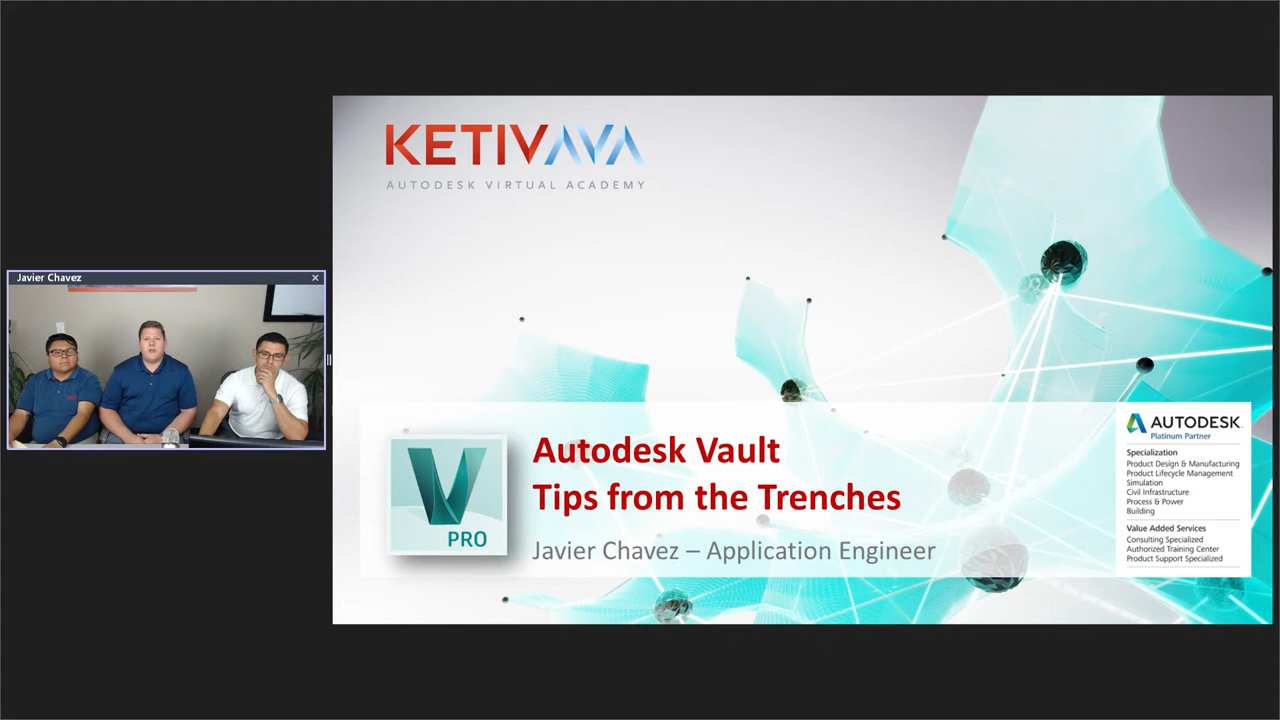 Javier Chavez
KETIVAVA
AUTODESK VIRTUAL ACADEMY
PRO
Autodesk Vault
Tips from the Trenches
Javier Chavez – Application Engineer
AUTODESK.
Platinum Partner
Specialization
Product Design & Manufacturing
Product Lifecycle Management
Simulation
Civil Infrastructure
Process & Power
Building
Value Added Services
Consulting Specialized
Authorized Training Center
Product Support Specialized